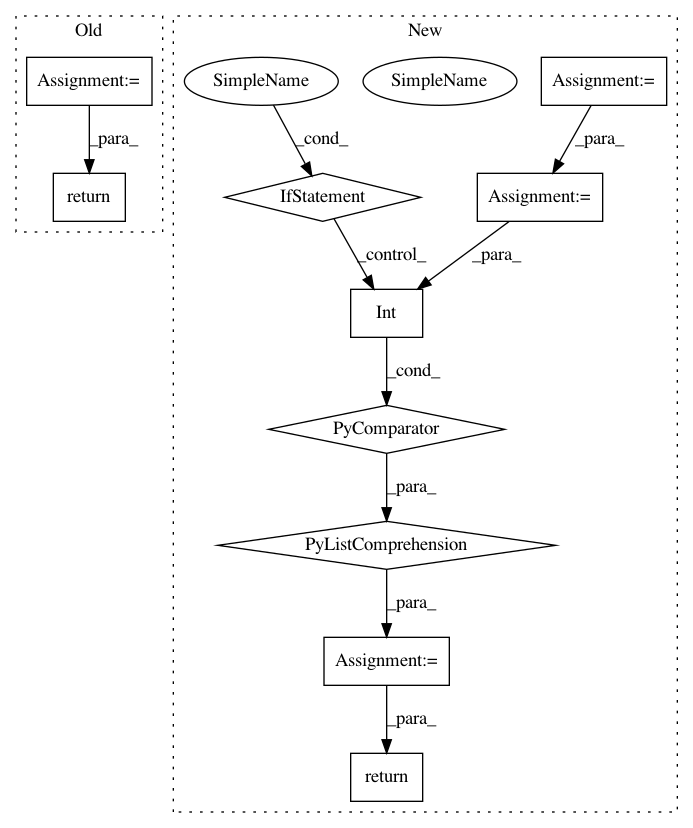 Old
New
Assignment:=
SimpleName
SimpleName
Assignment:=
_para_
_cond_
_para_
return
IfStatement
Assignment:=
_control_
_para_
Int
_cond_
PyComparator
_para_
PyListComprehension
_para_
Assignment:=
_para_
return